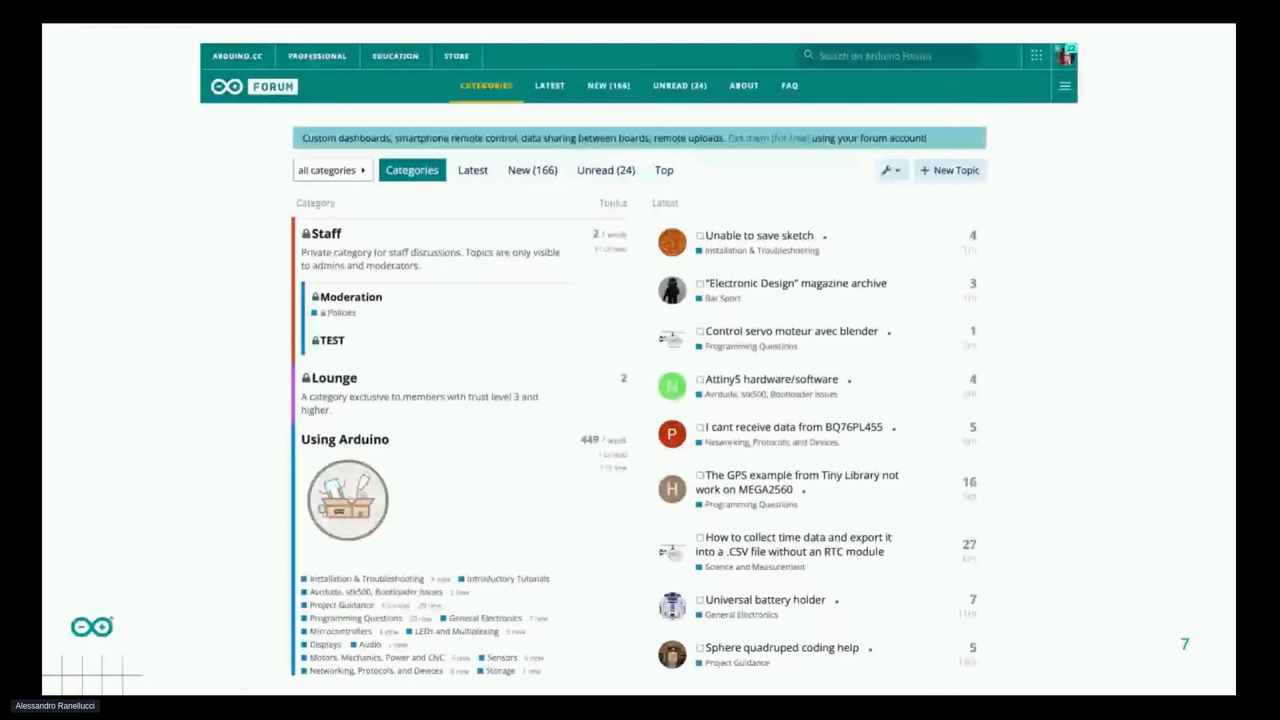 ARDUINO.CC PROFESSIONAL EDUCATION STORE Search on Arduino Forum
FORUM CATEGORIES LATEST NEW (166) UNREAD (24) ABOUT FAQ
Custom dashboards, smartphone remote control, data sharing between boards, remote uploads. Get them (for free) using your forum account!
all categories Categories Latest New (166) Unread (24) Top + New Topic
Category Topics
Staff 2 / week
Private category for staff discussions. Topics are only visible
to admins and moderators.
Moderation
Policies
TEST
Lounge 2
A category exclusive to members with trust level 3 and
higher.
Using Arduino 449 / week
Installation & Troubleshooting Introductory Tutorials
Avrdude, stk500, Bootloader Issues
Project Guidance
Programming Questions General Electronics
Microcontrollers LEDs and Multiplexing
Displays Audio
Motors, Mechanics, Power and CNC Sensors
Networking, Protocols, and Devices Storage
Latest
Unable to save sketch 4
Installation & Troubleshooting
"Electronic Design" magazine archive 3
Bar Sport
Control servo moteur avec blender 1
Programming Questions
N Attiny5 hardware/software 4
Avrdude, stk500, Bootloader Issues
P I cant receive data from BQ76PL455 5
Networking, Protocols, and Devices
H The GPS example from Tiny Library not 16
work on MEGA2560
Programming Questions
How to collect time data and export it 27
into a .CSV file without an RTC module
Science and Measurement
Universal battery holder 7
General Electronics
Sphere quadruped coding help 5
Project Guidance
7
Alessandro Ranellucci